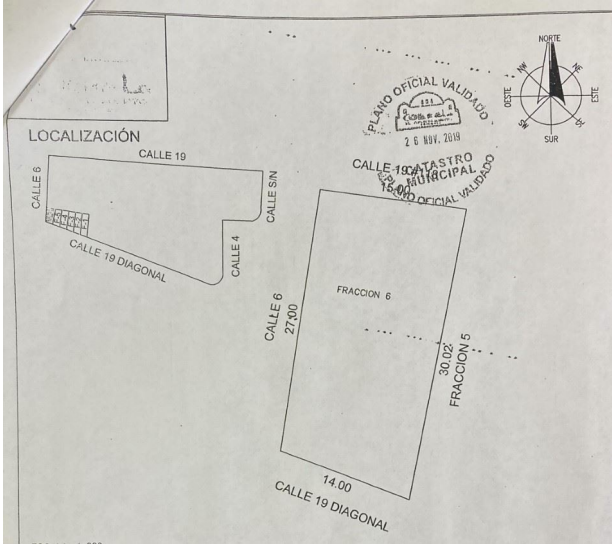 NORTE
NW
NE
OESTE
ESTE
SW
SUR
PLANO OFICIAL VALIDADO
2 6 NOV. 2019
CATASTRO
MUNICIPAL
PLANO OFICIAL VALIDADO
LOCALIZACIÓN
CALLE 19
CALLE 6
CALLE S/N
CALLE 4
CALLE 19 DIAGONAL
CALLE 19
15.00
FRACCION 6
CALLE 6
27.00
30.02
FRACCION 5
14.00
CALLE 19 DIAGONAL